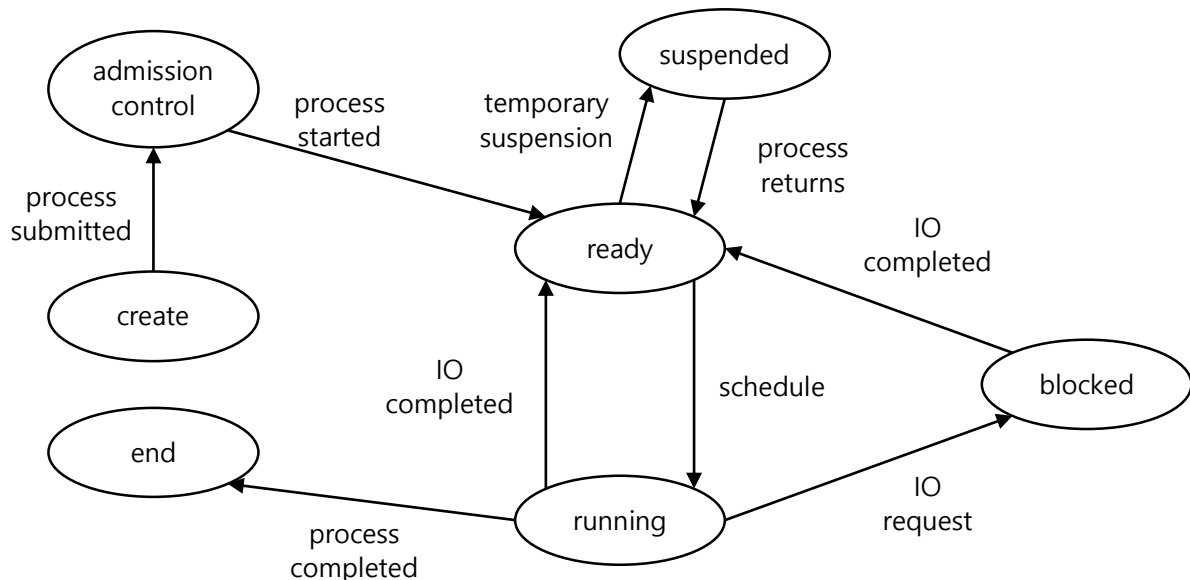 suspended
admission
control
process
started
temporary
suspension
process
returns
process
submitted
ready
IO
completed
create
IO
completed
schedule
blocked
end
IO
request
running
process
completed